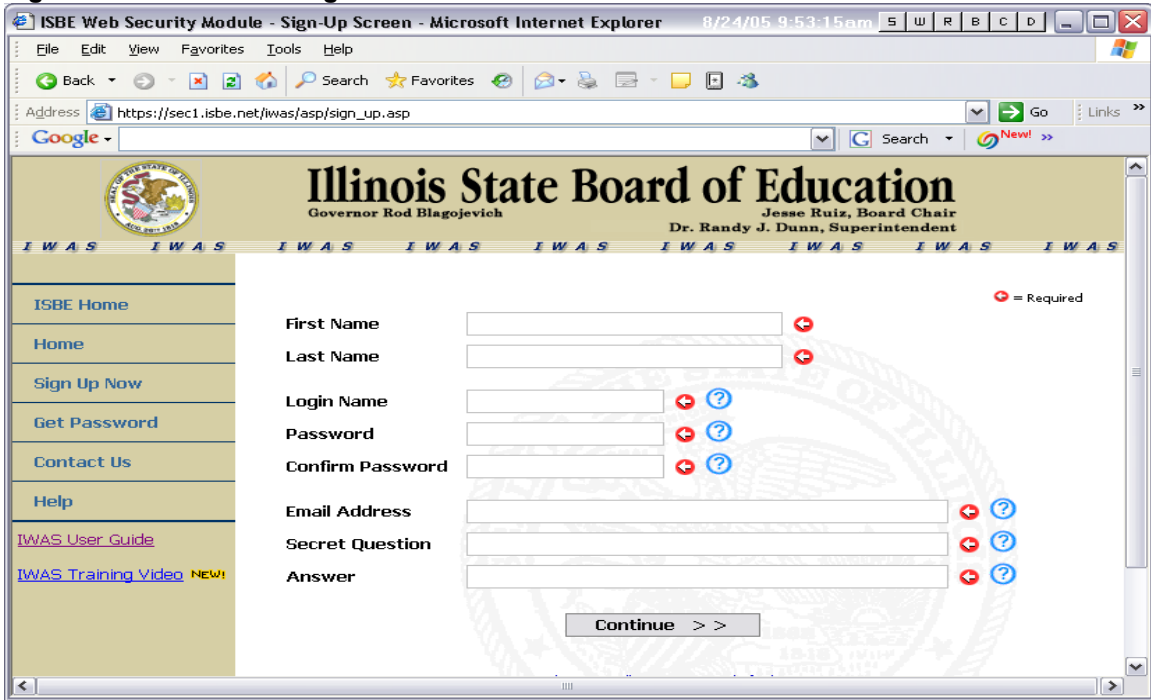 ISBE Web Security Module - Sign-Up Screen - Microsoft Internet Explorer 8/24/05 9:53:15am S W R B C D
File Edit View Favorites Tools Help
Back Search Favorites
Address https://sec1.isbe.net/iwas/asp/sign_up.asp Go Links »
Google Search New! »
Illinois State Board of Education
Governor Rod Blagojevich Jesse Ruiz, Board Chair
Dr. Randy J. Dunn, Superintendent
I W A S I W A S I W A S I W A S I W A S I W A S I W A S I W A S I W A S
ISBE Home
Home
Sign Up Now
Get Password
Contact Us
Help
IWAS User Guide
IWAS Training Video NEW!
= Required
First Name
Last Name
Login Name
Password
Confirm Password
Email Address
Secret Question
Answer
Continue > >